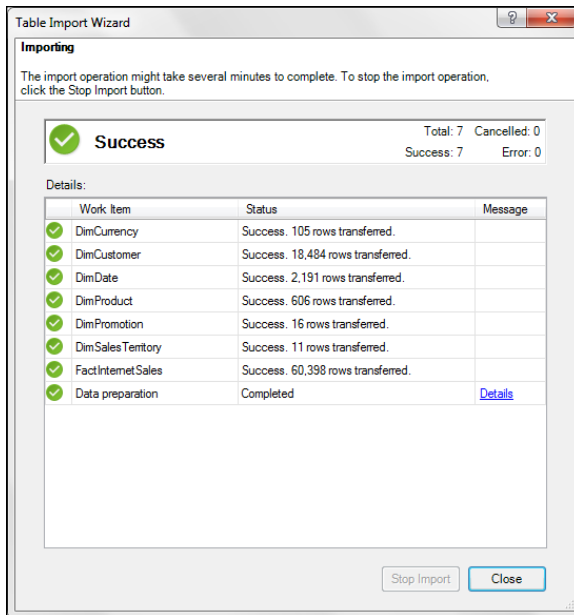 Table Import Wizard
Importing
The import operation might take several minutes to complete. To stop the import operation,
click the Stop Import button.
Success
Total: 7 Cancelled: 0
Success: 7 Error: 0
Details:
Work Item Status Message
DimCurrency Success. 105 rows transferred.
DimCustomer Success. 18,484 rows transferred.
DimDate Success. 2,191 rows transferred.
DimProduct Success. 606 rows transferred.
DimPromotion Success. 16 rows transferred.
DimSalesTerritory Success. 11 rows transferred.
FactInternetSales Success. 60,398 rows transferred.
Data preparation Completed Details
Stop Import Close